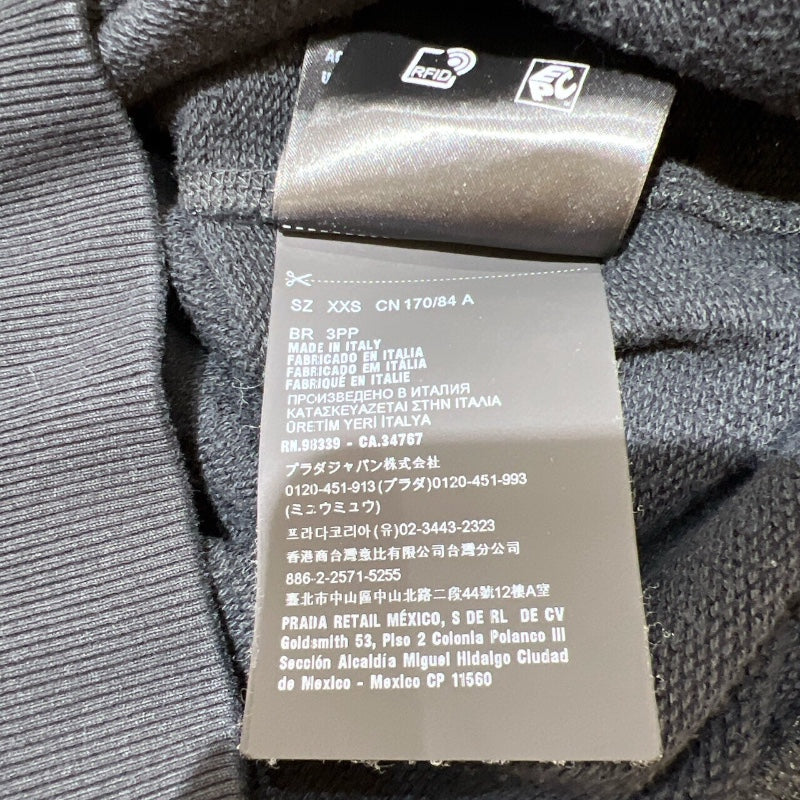 RFID
EPC
SZ XXS CN 170/84 A
BR 3PP
MADE IN ITALY
FABRICADO EN ITALIA
FABRICADO EM ITÁLIA
FABRIQUÉ EN ITALIE
ПРОИЗВЕДЕНО В ИТАЛИЯ
ΚΑΤΑΣΚΕΥΑΖΕΤΑΙ ΣΤΗΝ ΙΤΑΛΙΑ
ÜRETİM YERİ İTALYA
RN.98339 - CA.34767
プラダジャパン株式会社
0120-451-913(プラダ)0120-451-993
(ミュウミュウ)
프라다코리아(유)02-3443-2323
香港商台灣意比有限公司台灣分公司
886-2-2571-5255
臺北市中山區中山北路二段44號12樓A室
PRADA RETAIL MÉXICO, S DE RL DE CV
Goldsmith 53, Piso 2 Colonia Polanco III
Sección Alcaldía Miguel Hidalgo Ciudad
de Mexico - Mexico CP 11560